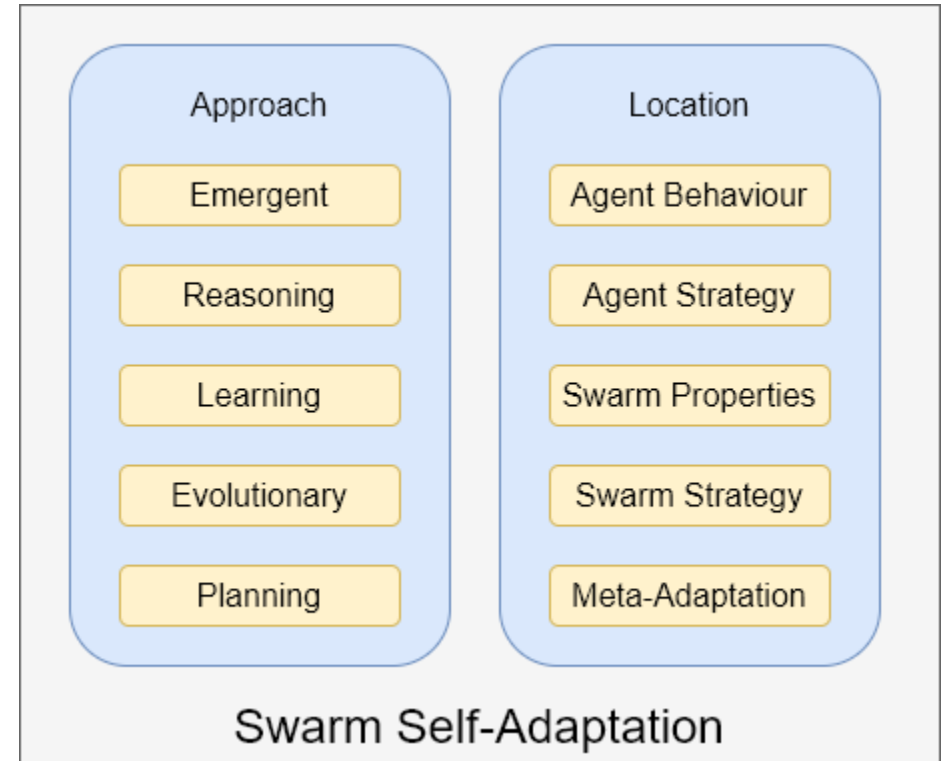 Approach
Emergent
Reasoning
Learning
Evolutionary
Planning
Location
Agent Behaviour
Agent Strategy
Swarm Properties
Swarm Strategy
Meta-Adaptation
Swarm Self-Adaptation